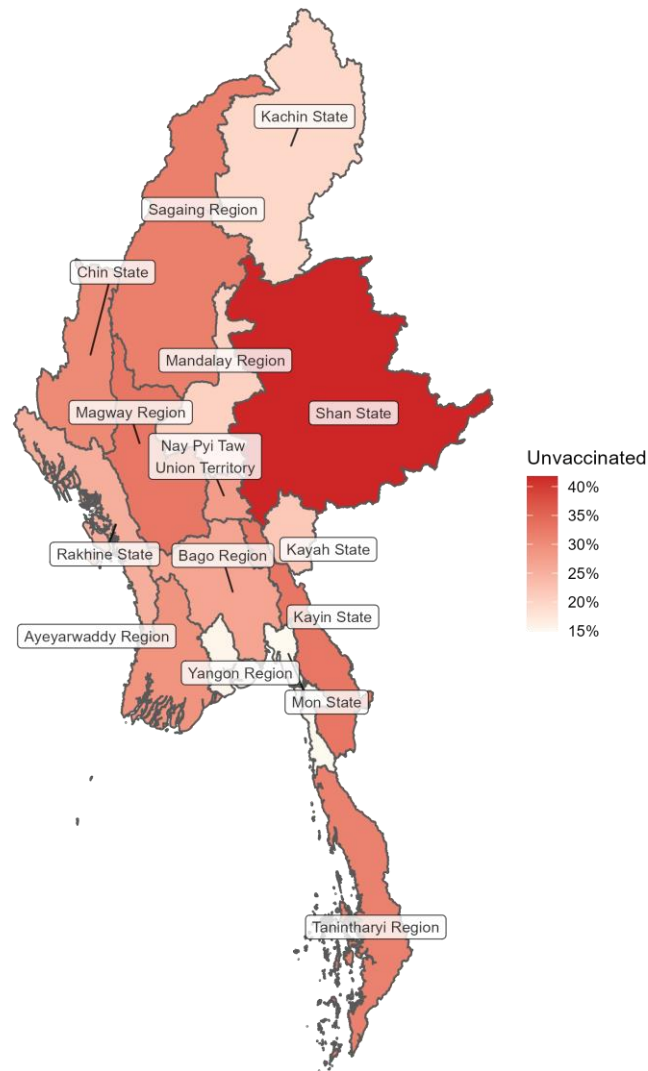 Kachin State
Sagaing Region
Chin State
Mandalay Region
Magway Region
Shan State
Nay Pyi Taw
Union Territory
Unvaccinated
40%
35%
30%
25%
20%
15%
Rakhine State
Bago Region
Kayah State
Kayin State
Ayeyarwaddy Region
Yangon Region
Mon State
Tanintharyi Region